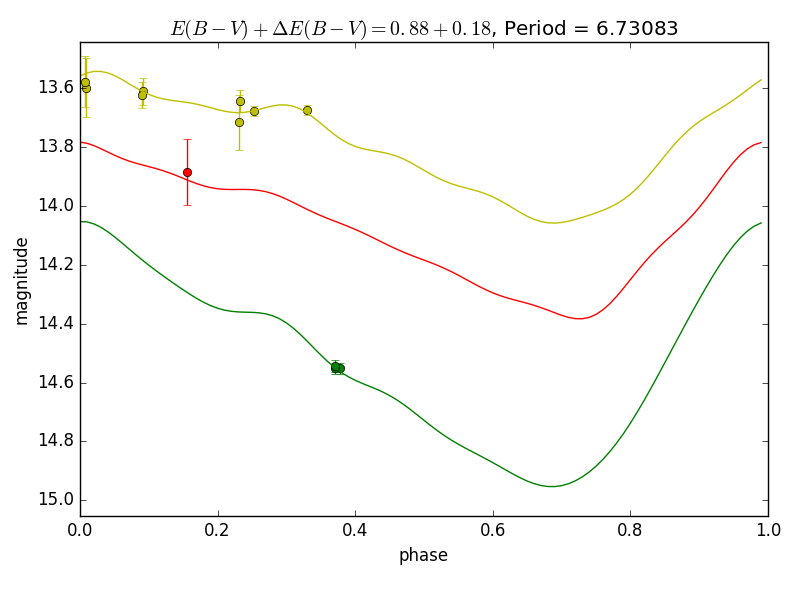 E(B − V) + ΔE(B − V) = 0.88 + 0.18, Period = 6.73083
magnitude
13.6
13.8
14.0
14.2
14.4
14.6
14.8
15.0
0.0 0.2 0.4 0.6 0.8 1.0
phase